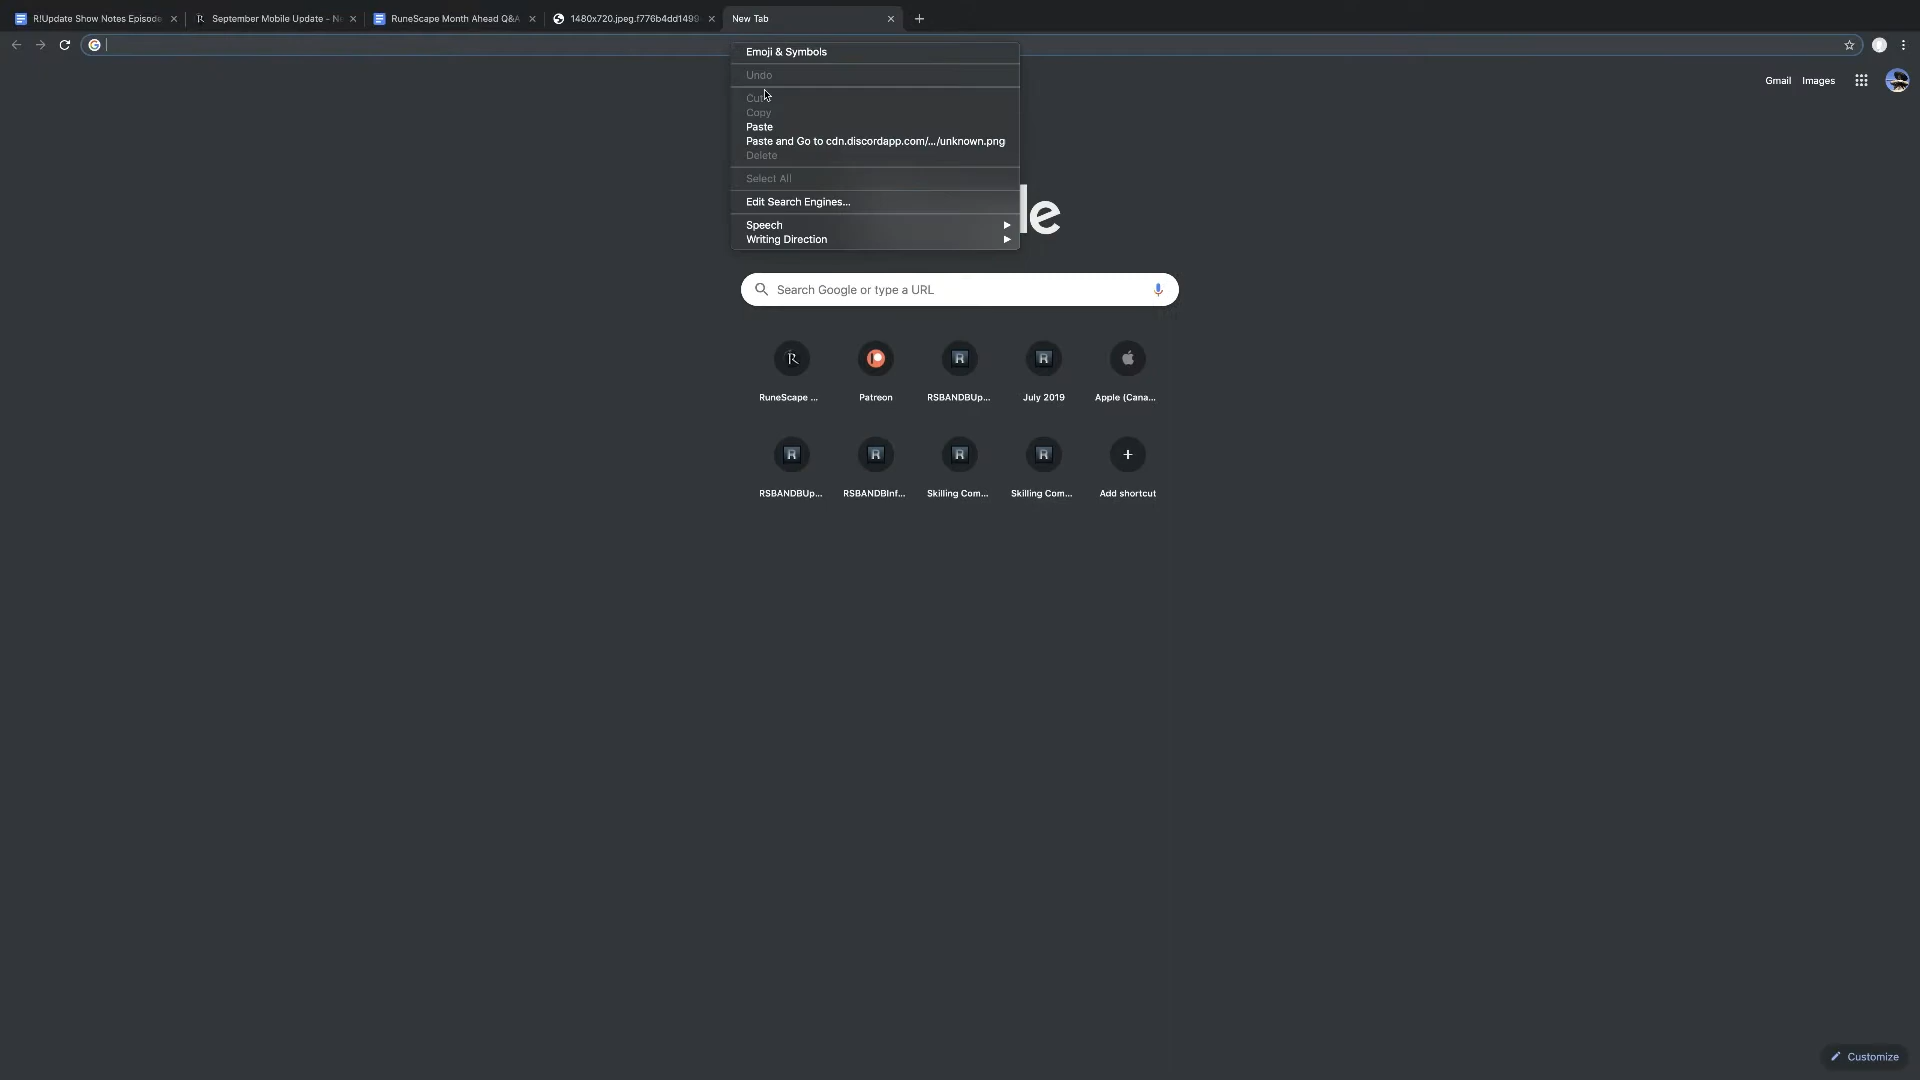 R!Update Show Notes Episode
September Mobile Update - Ne
RuneScape Month Ahead Q&A
1480x720.jpeg.f776b4dd1499
New Tab
Emoji & Symbols
Undo
Cut
Copy
Paste
Paste and Go to cdn.discordapp.com/.../unknown.png
Delete
Select All
Edit Search Engines...
Speech
Writing Direction
Gmail
Images
le
Search Google or type a URL
RuneScape ...
Patreon
RSBANDBUp...
July 2019
Apple (Cana...
RSBANDBUp...
RSBANDBInf...
Skilling Com...
Skilling Com...
Add shortcut
Customize